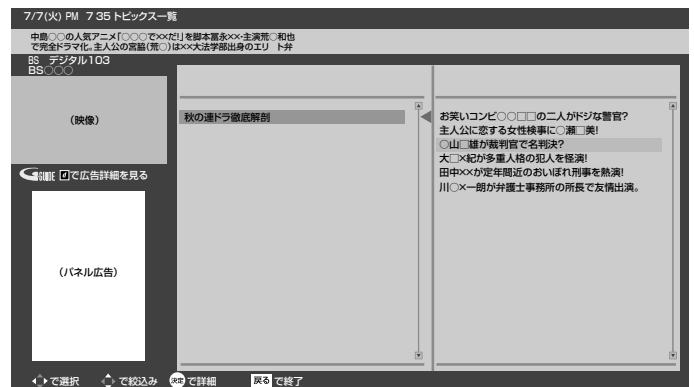 7/7(火) PM 7 35 トピックス一覧
中島○○の人気アニメ「○○○で××だ!」を脚本冨永××・主演荒○和也
で完全ドラマ化。主人公の宮脇(荒○)は××大法学部出身のエリ ト弁
BS デジタル103
BS○○○
(映像)
秋の連ドラ徹底解剖
お笑いコンビ○○□□の二人がドジな警官?
主人公に恋する女性検事に○瀬□美!
○山□雄が裁判官で名判決?
大□×紀が多重人格の犯人を怪演!
田中××が定年間近のおいぼれ刑事を熱演!
川○×一朗が弁護士事務所の所長で友情出演。
GGUIDE dで広告詳細を見る
(パネル広告)
で選択 で絞込み 決定 で詳細 戻る で終了